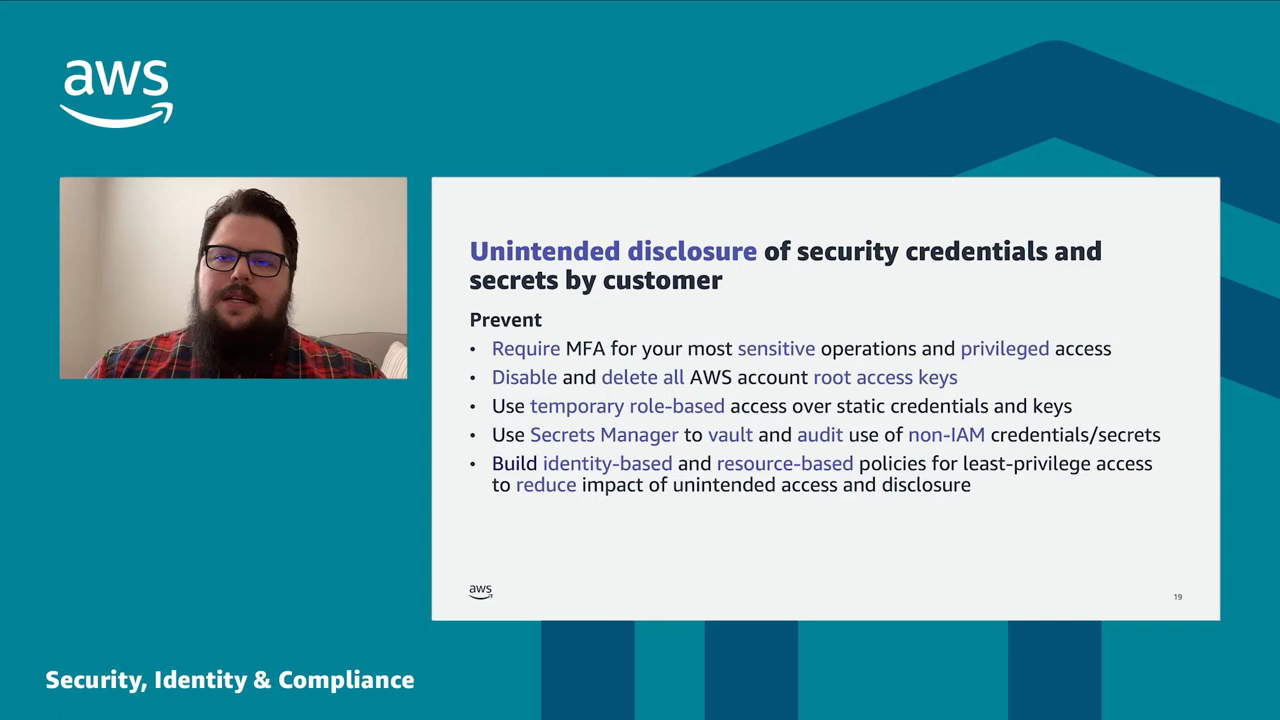 aws
Unintended disclosure of security credentials and
secrets by customer
Prevent
• Require MFA for your most sensitive operations and privileged access
• Disable and delete all AWS account root access keys
• Use temporary role-based access over static credentials and keys
• Use Secrets Manager to vault and audit use of non-IAM credentials/secrets
• Build identity-based and resource-based policies for least-privilege access
to reduce impact of unintended access and disclosure
aws
19
Security, Identity & Compliance